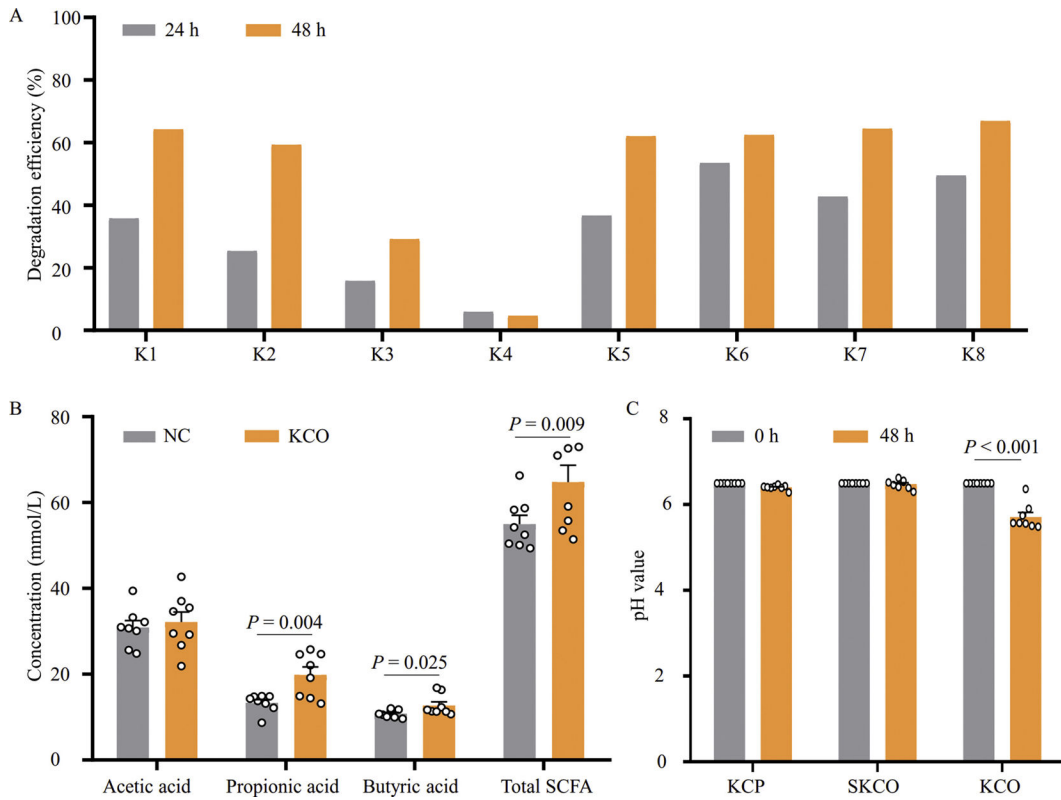 A
24 h
48 h
Degradation efficiency (%)
100
80
60
40
20
0
K1 K2 K3 K4 K5 K6 K7 K8
B
NC
KCO
Concentration (mmol/L)
80
60
40
20
0
P = 0.004
P = 0.025
P = 0.009
Acetic acid Propionic acid Butyric acid Total SCFA
C
0 h
48 h
pH value
8
6
4
2
0
P < 0.001
KCP SKCO KCO